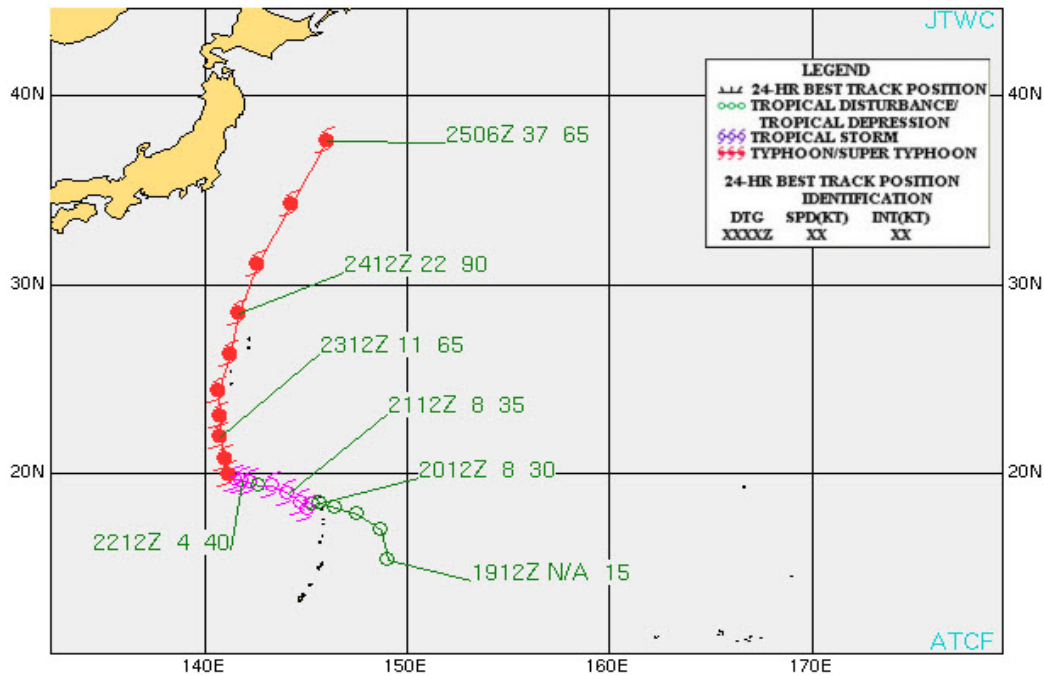 JTWC
LEGEND
24-HR BEST TRACK POSITION
TROPICAL DISTURBANCE/
TROPICAL DEPRESSION
TROPICAL STORM
TYPHOON/SUPER TYPHOON
24-HR BEST TRACK POSITION
IDENTIFICATION
DTG SPD(KT) INT(KT)
XXXXZ XX XX
40N 40N
2506Z 37 65
2412Z 22 90
30N 30N
2312Z 11 65
2112Z 8 35
20N 2012Z 8 30 20N
2212Z 4 40
1912Z N/A 15
ATCF
140E 150E 160E 170E